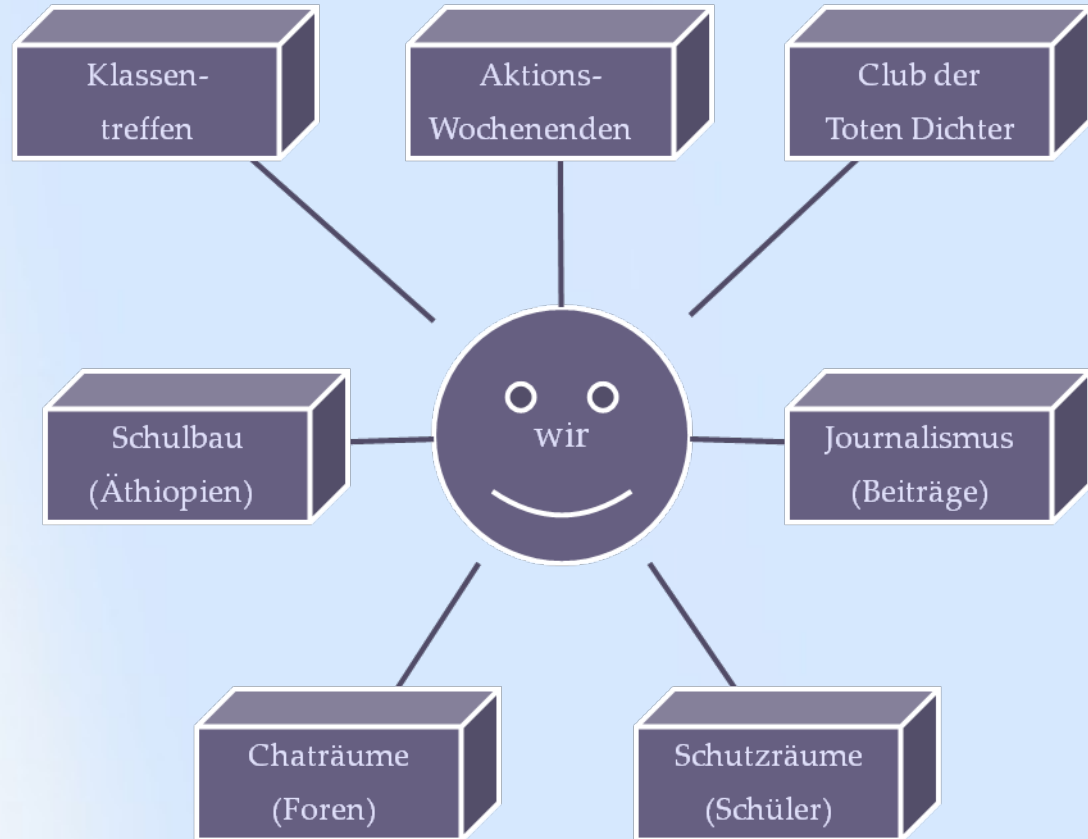 Klassen-
treffen
Aktions-
Wochenenden
Club der
Toten Dichter
wir
Schulbau
(Äthiopien)
Journalismus
(Beiträge)
Chaträume
(Foren)
Schutzräume
(Schüler)